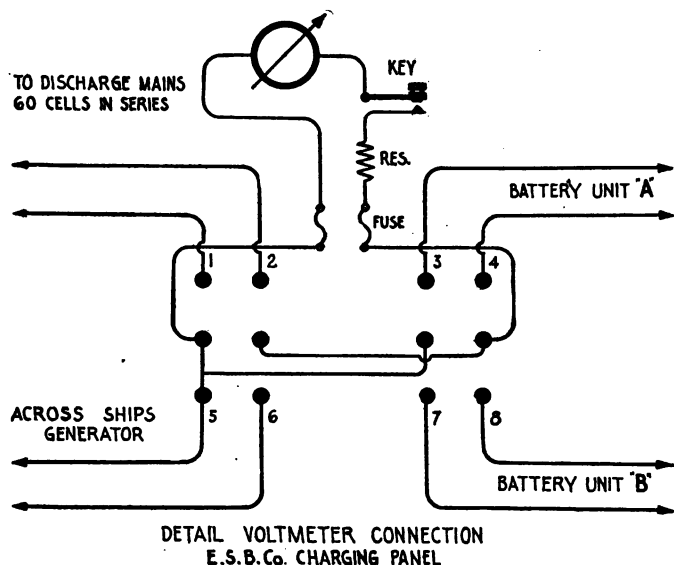 TO DISCHARGE MAINS
60 CELLS IN SERIES
KEY
RES.
BATTERY UNIT "A"
FUSE
1 2 3 4
5 6 7 8
ACROSS SHIPS
GENERATOR
BATTERY UNIT "B"
DETAIL VOLTMETER CONNECTION
E.S.B.Co. CHARGING PANEL